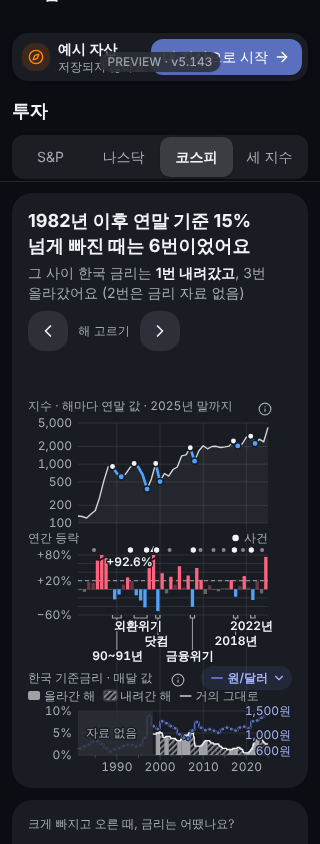 예시 자산
저장되지
PREVIEW · v5.143
으로 시작 →
투자
S&P
나스닥
코스피
세 지수
1982년 이후 연말 기준 15%
넘게 빠진 때는 6번이었어요
그 사이 한국 금리는 1번 내려갔고, 3번
올라갔어요 (2번은 금리 자료 없음)
해 고르기
지수 · 해마다 연말 값 · 2025년 말까지
5,000
2,000
1,000
500
200
100
연간 등락
사건
+80%
+92.6%
+20%
−60%
외환위기
2022년
닷컴
2018년
90~91년
금융위기
한국 기준금리 · 매달 값
원/달러
올라간 해
내려간 해
거의 그대로
10%
1,500원
자료 없음
5%
1,000원
0%
600원
1990
2000
2010
2020
크게 빠지고 오른 때, 금리는 어땠나요?